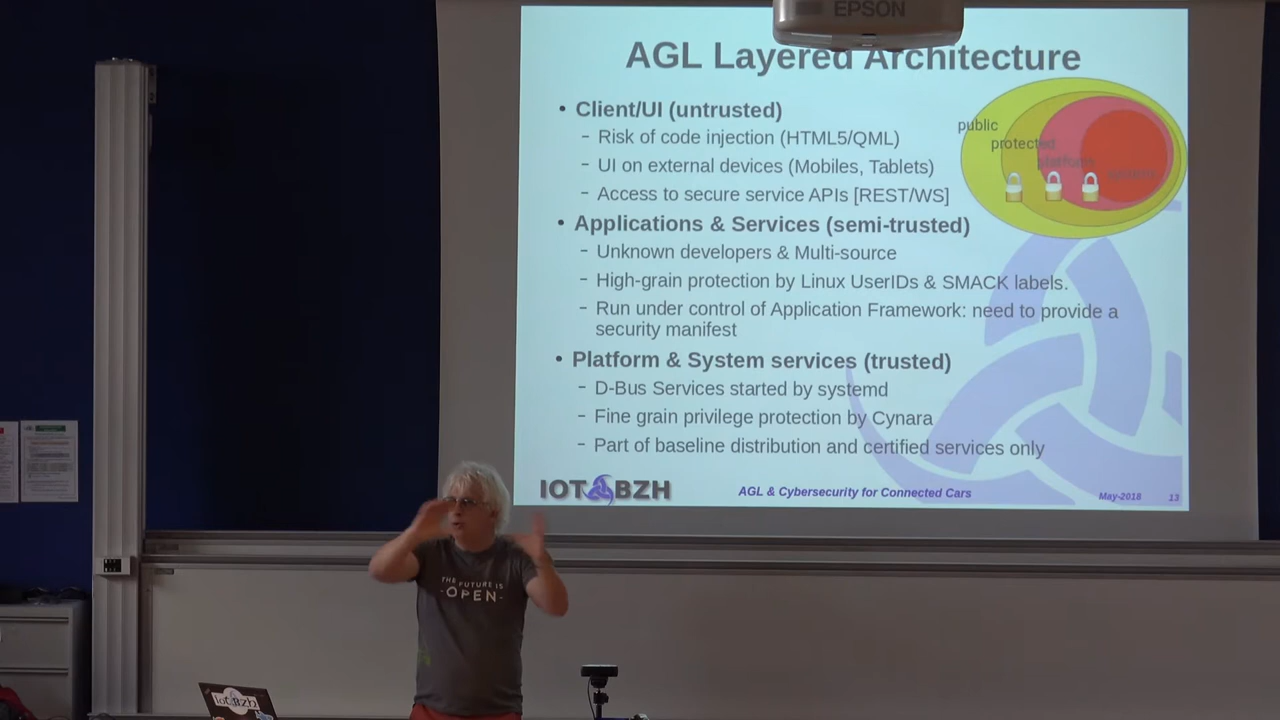 EPSON
AGL Layered Architecture
• Client/UI (untrusted)
– Risk of code injection (HTML5/QML)
– UI on external devices (Mobiles, Tablets)
– Access to secure service APIs [REST/WS]
• Applications & Services (semi-trusted)
– Unknown developers & Multi-source
– High-grain protection by Linux UserIDs & SMACK labels.
– Run under control of Application Framework: need to provide a
security manifest
• Platform & System services (trusted)
– D-Bus Services started by systemd
– Fine grain privilege protection by Cynara
– Part of baseline distribution and certified services only
public
protected
platform
system
IOT BZH
AGL & Cybersecurity for Connected Cars
May-2018
13
THE FUTURE IS
-OPEN-
IoT.Bzh